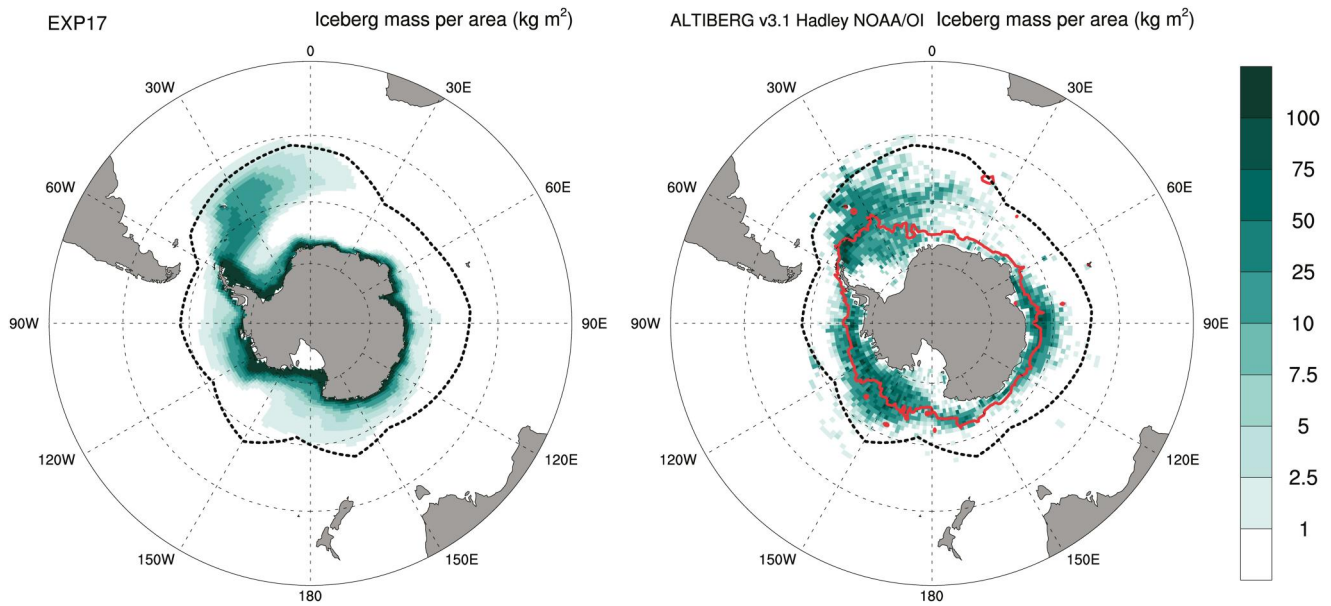 EXP17
Iceberg mass per area (kg m²)
0
30W
30E
60W
60E
90W
90E
120W
120E
150W
150E
180
ALTIBERG v3.1 Hadley NOAA/OI
Iceberg mass per area (kg m²)
0
30W
30E
60W
60E
90W
90E
120W
120E
150W
150E
180
100
75
50
25
10
7.5
5
2.5
1